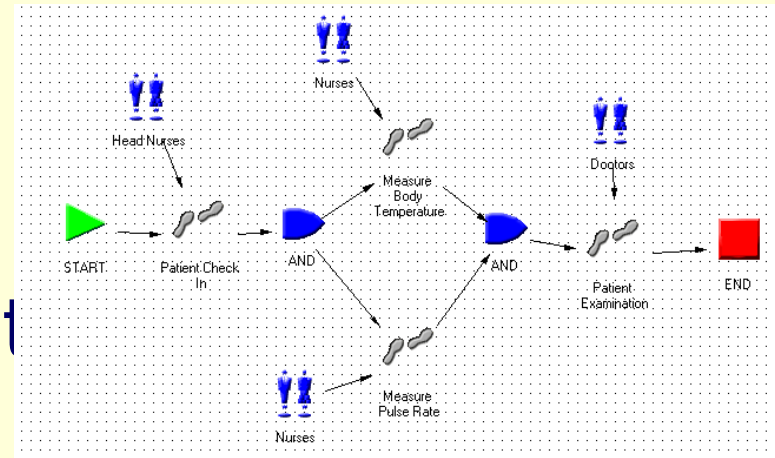 Nurses
Head Nurses
Doctors
Measure
Body
Temperature
START
Patient Check
In
AND
AND
Patient
Examination
END
t
Measure
Pulse Rate
Nurses